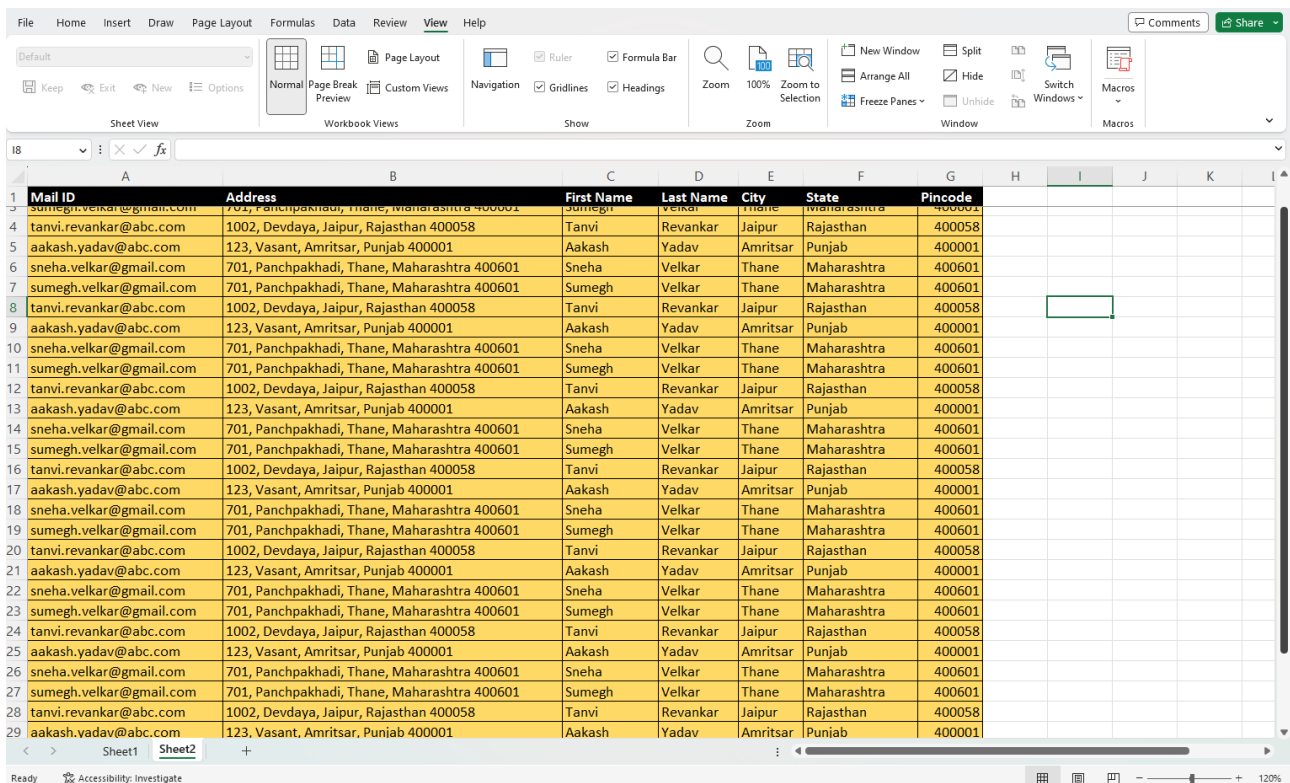 File Home Insert Draw Page Layout Formulas Data Review View Help Comments Share
Default Page Layout New Window Split
Keep Exit New Options Normal Page Break Preview Custom Views Navigation Ruler Formula Bar Gridlines Headings Zoom 100% Zoom to Selection Arrange All Hide Switch Windows Macros
Freeze Panes Unhide
Sheet View Workbook Views Show Zoom Window Macros
I8 fx
A B C D E F G H I J K L
1 Mail ID Address First Name Last Name City State Pincode
3 sumegh.velkar@gmail.com 701, Panchpakhadi, Thane, Maharashtra 400601 Sumegh Velkar Thane Maharashtra 400601
4 tanvi.revankar@abc.com 1002, Devdaya, Jaipur, Rajasthan 400058 Tanvi Revankar Jaipur Rajasthan 400058
5 aakash.yadav@abc.com 123, Vasant, Amritsar, Punjab 400001 Aakash Yadav Amritsar Punjab 400001
6 sneha.velkar@gmail.com 701, Panchpakhadi, Thane, Maharashtra 400601 Sneha Velkar Thane Maharashtra 400601
7 sumegh.velkar@gmail.com 701, Panchpakhadi, Thane, Maharashtra 400601 Sumegh Velkar Thane Maharashtra 400601
8 tanvi.revankar@abc.com 1002, Devdaya, Jaipur, Rajasthan 400058 Tanvi Revankar Jaipur Rajasthan 400058
9 aakash.yadav@abc.com 123, Vasant, Amritsar, Punjab 400001 Aakash Yadav Amritsar Punjab 400001
10 sneha.velkar@gmail.com 701, Panchpakhadi, Thane, Maharashtra 400601 Sneha Velkar Thane Maharashtra 400601
11 sumegh.velkar@gmail.com 701, Panchpakhadi, Thane, Maharashtra 400601 Sumegh Velkar Thane Maharashtra 400601
12 tanvi.revankar@abc.com 1002, Devdaya, Jaipur, Rajasthan 400058 Tanvi Revankar Jaipur Rajasthan 400058
13 aakash.yadav@abc.com 123, Vasant, Amritsar, Punjab 400001 Aakash Yadav Amritsar Punjab 400001
14 sneha.velkar@gmail.com 701, Panchpakhadi, Thane, Maharashtra 400601 Sneha Velkar Thane Maharashtra 400601
15 sumegh.velkar@gmail.com 701, Panchpakhadi, Thane, Maharashtra 400601 Sumegh Velkar Thane Maharashtra 400601
16 tanvi.revankar@abc.com 1002, Devdaya, Jaipur, Rajasthan 400058 Tanvi Revankar Jaipur Rajasthan 400058
17 aakash.yadav@abc.com 123, Vasant, Amritsar, Punjab 400001 Aakash Yadav Amritsar Punjab 400001
18 sneha.velkar@gmail.com 701, Panchpakhadi, Thane, Maharashtra 400601 Sneha Velkar Thane Maharashtra 400601
19 sumegh.velkar@gmail.com 701, Panchpakhadi, Thane, Maharashtra 400601 Sumegh Velkar Thane Maharashtra 400601
20 tanvi.revankar@abc.com 1002, Devdaya, Jaipur, Rajasthan 400058 Tanvi Revankar Jaipur Rajasthan 400058
21 aakash.yadav@abc.com 123, Vasant, Amritsar, Punjab 400001 Aakash Yadav Amritsar Punjab 400001
22 sneha.velkar@gmail.com 701, Panchpakhadi, Thane, Maharashtra 400601 Sneha Velkar Thane Maharashtra 400601
23 sumegh.velkar@gmail.com 701, Panchpakhadi, Thane, Maharashtra 400601 Sumegh Velkar Thane Maharashtra 400601
24 tanvi.revankar@abc.com 1002, Devdaya, Jaipur, Rajasthan 400058 Tanvi Revankar Jaipur Rajasthan 400058
25 aakash.yadav@abc.com 123, Vasant, Amritsar, Punjab 400001 Aakash Yadav Amritsar Punjab 400001
26 sneha.velkar@gmail.com 701, Panchpakhadi, Thane, Maharashtra 400601 Sneha Velkar Thane Maharashtra 400601
27 sumegh.velkar@gmail.com 701, Panchpakhadi, Thane, Maharashtra 400601 Sumegh Velkar Thane Maharashtra 400601
28 tanvi.revankar@abc.com 1002, Devdaya, Jaipur, Rajasthan 400058 Tanvi Revankar Jaipur Rajasthan 400058
29 aakash.yadav@abc.com 123, Vasant, Amritsar, Punjab 400001 Aakash Yadav Amritsar Punjab 400001
Sheet1 Sheet2 +
Ready Accessibility: Investigate 120%